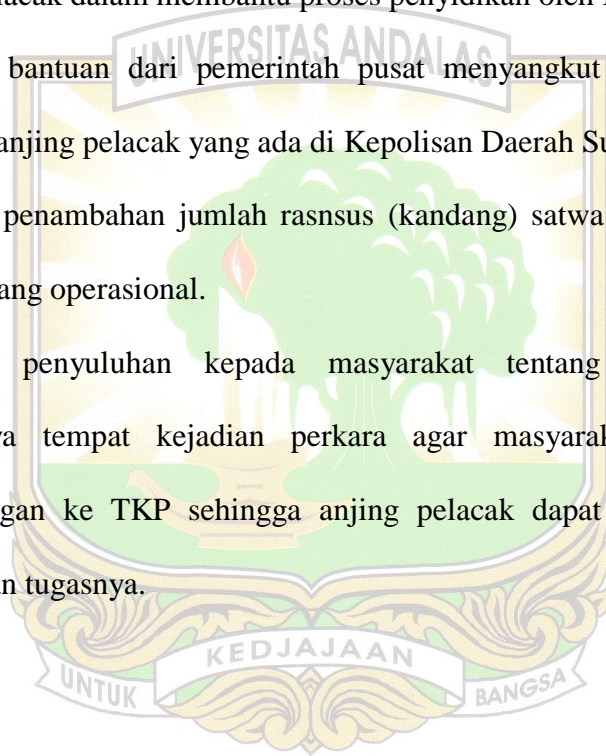 lacak dalam membantu proses penyidikan oleh
UNIVERSITAS ANDALAS
bantuan dari pemerintah pusat menyangkut
anjing pelacak yang ada di Kepolisan Daerah Su
penambahan jumlah rasnsus (kandang) satwa
ang operasional.
penyuluhan kepada masyarakat tentang
a tempat kejadian perkara agar masyarak
gan ke TKP sehingga anjing pelacak dapat
n tugasnya.
UNTUK KEDJAJAAN BANGSA